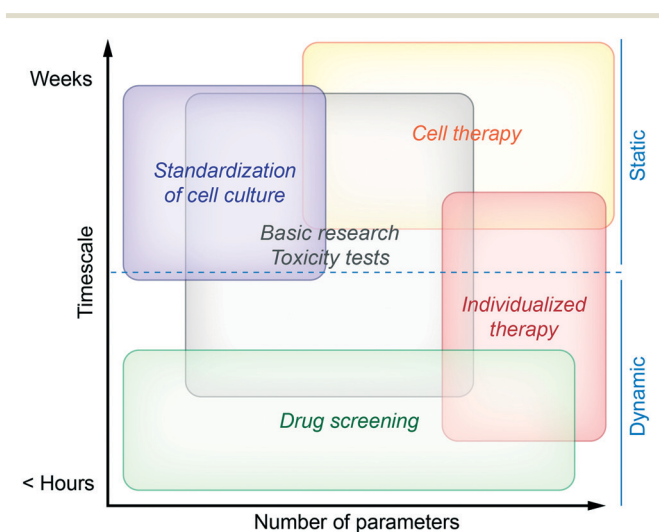 Weeks
Cell therapy
Static
Standardization
of cell culture
Basic research
Toxicity tests
Timescale
Individualized
therapy
Dynamic
Drug screening
< Hours
Number of parameters